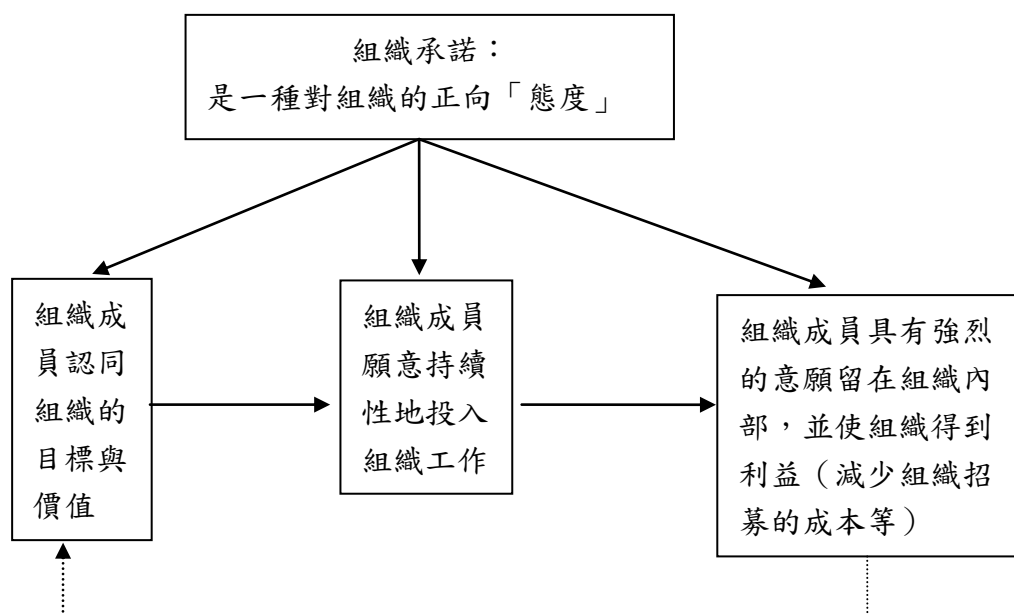 組織承諾：
是一種對組織的正向「態度」
組織成
員認同
組織的
目標與
價值
組織成員
願意持續
性地投入
組織工作
組織成員具有強烈
的意願留在組織內
部，並使組織得到
利益（減少組織招
募的成本等）